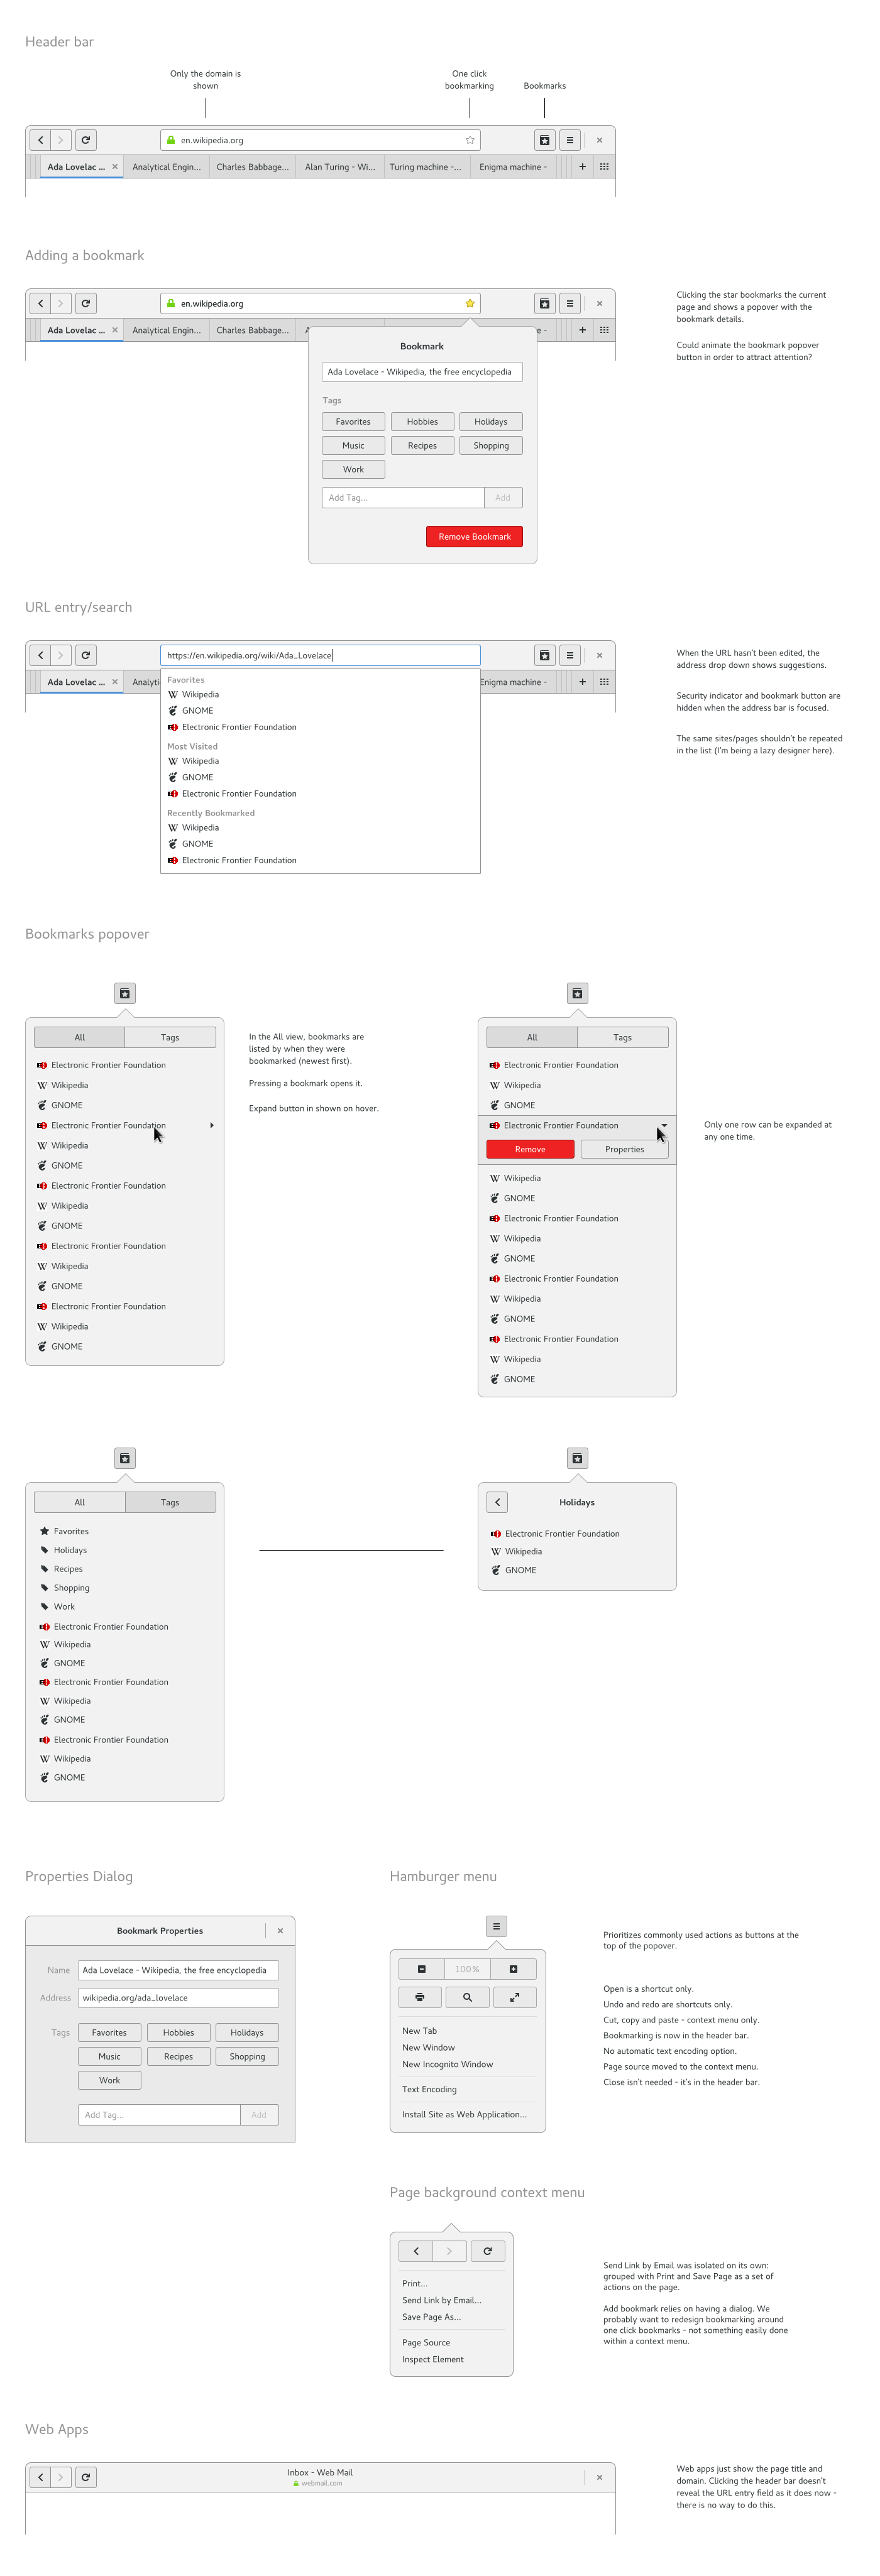 Header bar
Only the domain is
shown
One click
bookmarking
Bookmarks
en.wikipedia.org
Ada Lovelac ...
Analytical Engin...
Charles Babbage...
Alan Turing - Wi...
Turing machine -...
Enigma machine -
Adding a bookmark
en.wikipedia.org
Ada Lovelac ...
Analytical Engin...
Charles Babbage...
A
e -
Bookmark
Ada Lovelace - Wikipedia, the free encyclopedia
Tags
Favorites
Hobbies
Holidays
Music
Recipes
Shopping
Work
Add Tag...
Add
Remove Bookmark
Clicking the star bookmarks the current
page and shows a popover with the
bookmark details.
Could animate the bookmark popover
button in order to attract attention?
URL entry/search
https://en.wikipedia.org/wiki/Ada_Lovelace
Ada Lovelac ...
Analyti
Enigma machine -
Favorites
Wikipedia
GNOME
Electronic Frontier Foundation
Most Visited
Wikipedia
GNOME
Electronic Frontier Foundation
Recently Bookmarked
Wikipedia
GNOME
Electronic Frontier Foundation
When the URL hasn't been edited, the
address drop down shows suggestions.
Security indicator and bookmark button are
hidden when the address bar is focused.
The same sites/pages shouldn't be repeated
in the list (I'm being a lazy designer here).
Bookmarks popover
All
Tags
Electronic Frontier Foundation
Wikipedia
GNOME
Electronic Frontier Foundation
Wikipedia
GNOME
Electronic Frontier Foundation
Wikipedia
GNOME
Electronic Frontier Foundation
Wikipedia
GNOME
Electronic Frontier Foundation
Wikipedia
GNOME
In the All view, bookmarks are
listed by when they were
bookmarked (newest first).
Pressing a bookmark opens it.
Expand button in shown on hover.
All
Tags
Electronic Frontier Foundation
Wikipedia
GNOME
Electronic Frontier Foundation
Remove
Properties
Wikipedia
GNOME
Electronic Frontier Foundation
Wikipedia
GNOME
Electronic Frontier Foundation
Wikipedia
GNOME
Electronic Frontier Foundation
Wikipedia
GNOME
Only one row can be expanded at
any one time.
All
Tags
Favorites
Holidays
Recipes
Shopping
Work
Electronic Frontier Foundation
Wikipedia
GNOME
Electronic Frontier Foundation
Wikipedia
GNOME
Electronic Frontier Foundation
Wikipedia
GNOME
Holidays
Electronic Frontier Foundation
Wikipedia
GNOME
Properties Dialog
Bookmark Properties
Name
Ada Lovelace - Wikipedia, the free encyclopedia
Address
wikipedia.org/ada_lovelace
Tags
Favorites
Hobbies
Holidays
Music
Recipes
Shopping
Work
Add Tag...
Add
Hamburger menu
100%
New Tab
New Window
New Incognito Window
Text Encoding
Install Site as Web Application...
Prioritizes commonly used actions as buttons at the
top of the popover.
Open is a shortcut only.
Undo and redo are shortcuts only.
Cut, copy and paste - context menu only.
Bookmarking is now in the header bar.
No automatic text encoding option.
Page source moved to the context menu.
Close isn't needed - it's in the header bar.
Page background context menu
Print...
Send Link by Email...
Save Page As...
Page Source
Inspect Element
Send Link by Email was isolated on its own:
grouped with Print and Save Page as a set of
actions on the page.
Add bookmark relies on having a dialog. We
probably want to redesign bookmarking around
one click bookmarks - not something easily done
within a context menu.
Web Apps
Inbox - Web Mail
webmail.com
Web apps just show the page title and
domain. Clicking the header bar doesn't
reveal the URL entry field as it does now -
there is no way to do this.